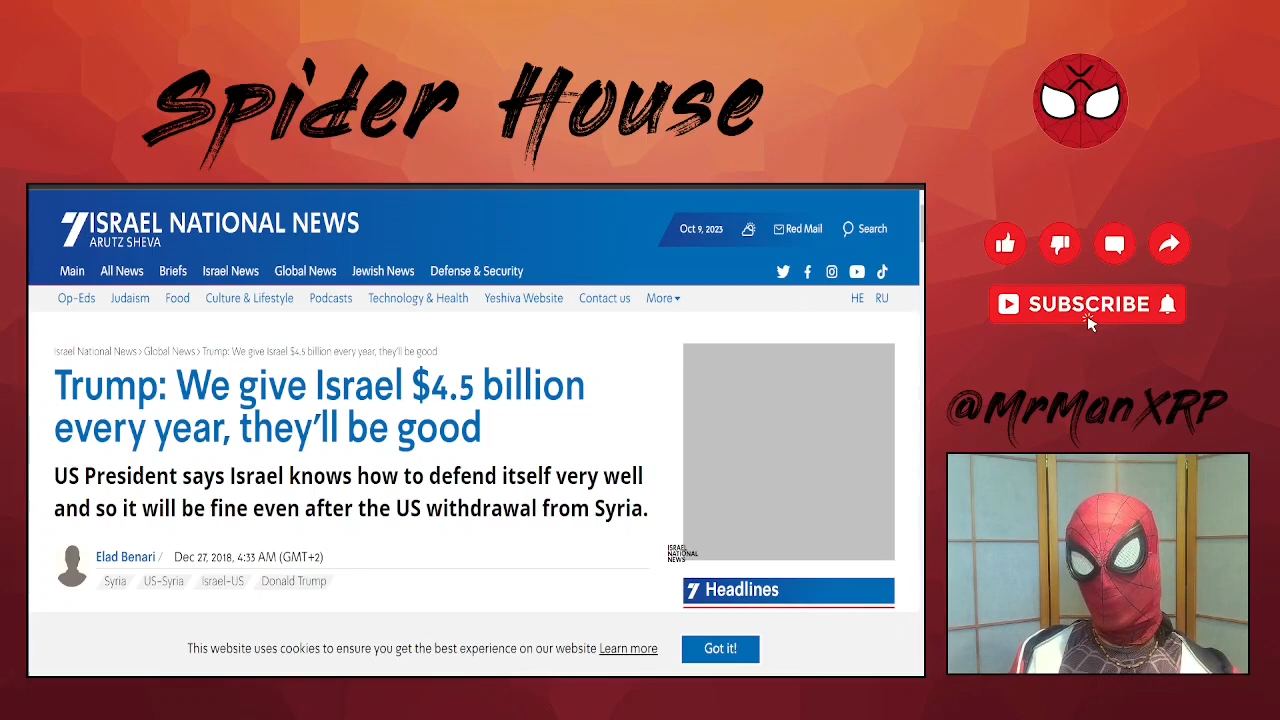 Spider House
7 ISRAEL NATIONAL NEWS
ARUTZ SHEVA
Oct 9, 2023 Red Mail Search
Main All News Briefs Israel News Global News Jewish News Defense & Security
Op-Eds Judaism Food Culture & Lifestyle Podcasts Technology & Health Yeshiva Website Contact us More HE RU
Israel National News › Global News › Trump: We give Israel $4.5 billion every year, they'll be good
Trump: We give Israel $4.5 billion
every year, they'll be good
US President says Israel knows how to defend itself very well
and so it will be fine even after the US withdrawal from Syria.
Elad Benari / Dec 27, 2018, 4:33 AM (GMT+2)
Syria US-Syria Israel-US Donald Trump
ISRAEL
NATIONAL
NEWS
7 Headlines
This website uses cookies to ensure you get the best experience on our website Learn more Got it!
SUBSCRIBE
@MrManXRP